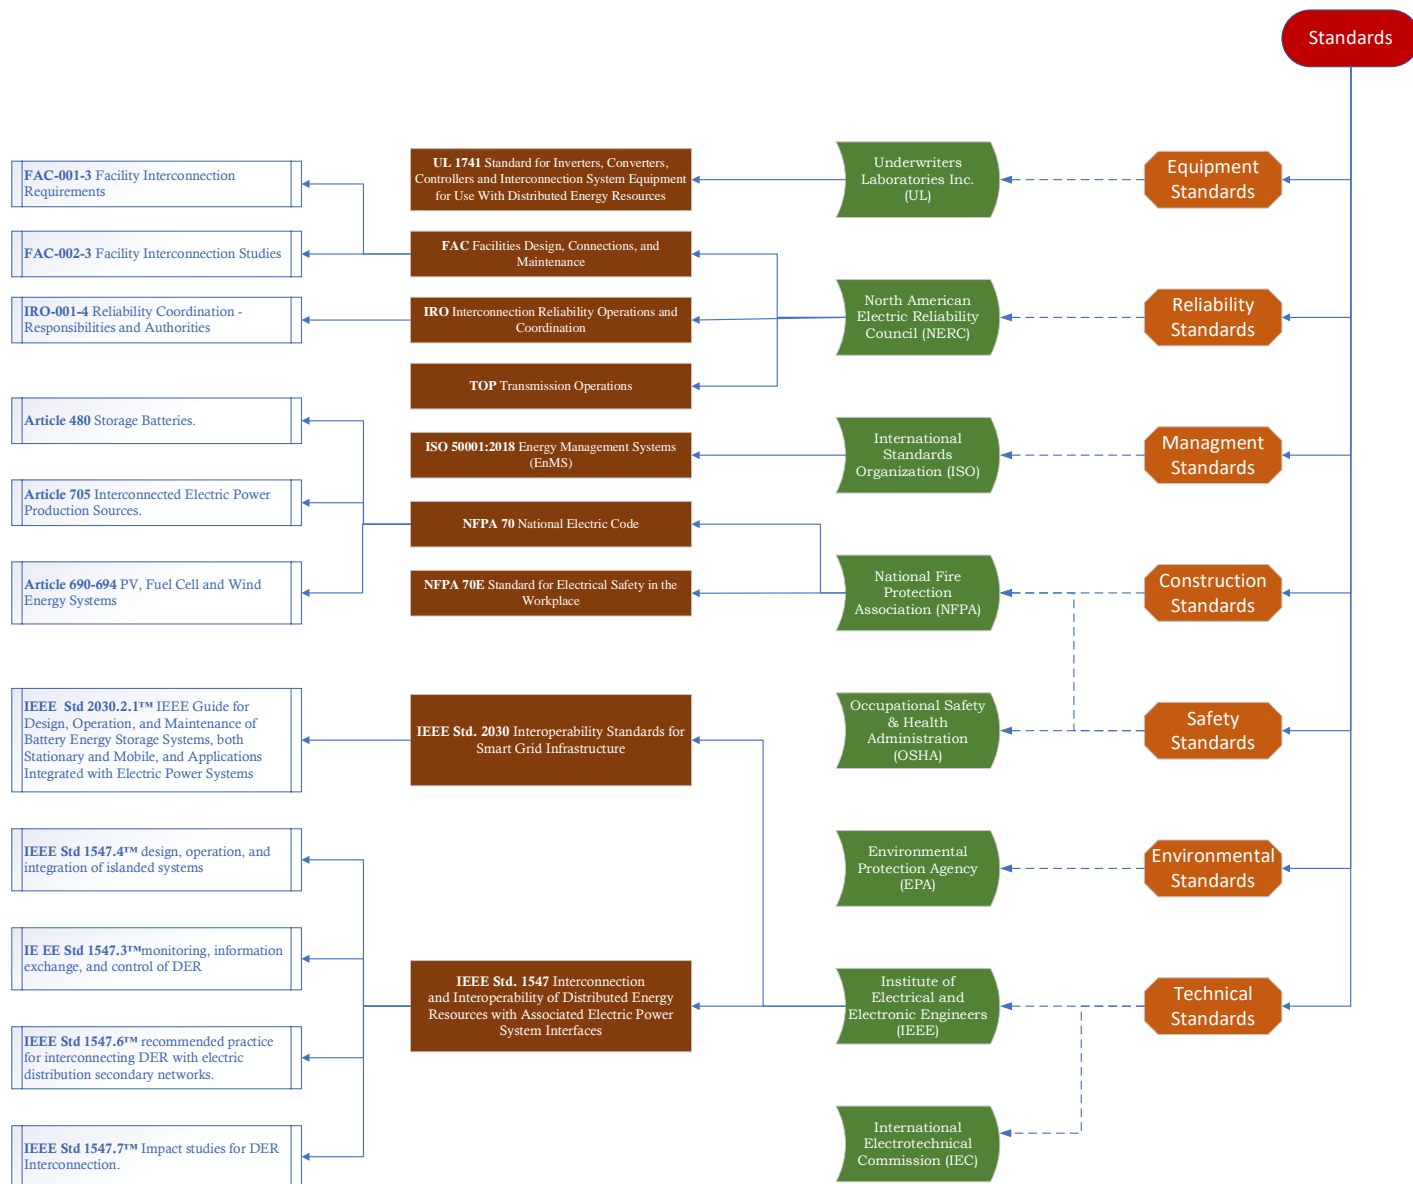 Standards
Equipment
Standards
Reliability
Standards
Managment
Standards
Construction
Standards
Safety
Standards
Environmental
Standards
Technical
Standards
Underwriters
Laboratories Inc.
(UL)
North American
Electric Reliability
Council (NERC)
International
Standards
Organization (ISO)
National Fire
Protection
Association (NFPA)
Occupational Safety
& Health
Administration
(OSHA)
Environmental
Protection Agency
(EPA)
Institute of
Electrical and
Electronic Engineers
(IEEE)
International
Electrotechnical
Commission (IEC)
UL 1741 Standard for Inverters, Converters,
Controllers and Interconnection System Equipment
for Use With Distributed Energy Resources
FAC Facilities Design, Connections, and
Maintenance
IRO Interconnection Reliability Operations and
Coordination
TOP Transmission Operations
ISO 50001:2018 Energy Management Systems
(EnMS)
NFPA 70 National Electric Code
NFPA 70E Standard for Electrical Safety in the
Workplace
IEEE Std. 2030 Interoperability Standards for
Smart Grid Infrastructure
IEEE Std. 1547 Interconnection
and Interoperability of Distributed Energy
Resources with Associated Electric Power
System Interfaces
FAC-001-3 Facility Interconnection
Requirements
FAC-002-3 Facility Interconnection Studies
IRO-001-4 Reliability Coordination -
Responsibilities and Authorities
Article 480 Storage Batteries.
Article 705 Interconnected Electric Power
Production Sources.
Article 690-694 PV, Fuel Cell and Wind
Energy Systems
IEEE  Std 2030.2.1™ IEEE Guide for
Design, Operation, and Maintenance of
Battery Energy Storage Systems, both
Stationary and Mobile, and Applications
Integrated with Electric Power Systems
IEEE Std 1547.4™ design, operation, and
integration of islanded systems
IE EE Std 1547.3™monitoring, information
exchange, and control of DER
IEEE Std 1547.6™ recommended practice
for interconnecting DER with electric
distribution secondary networks.
IEEE Std 1547.7™ Impact studies for DER
Interconnection.